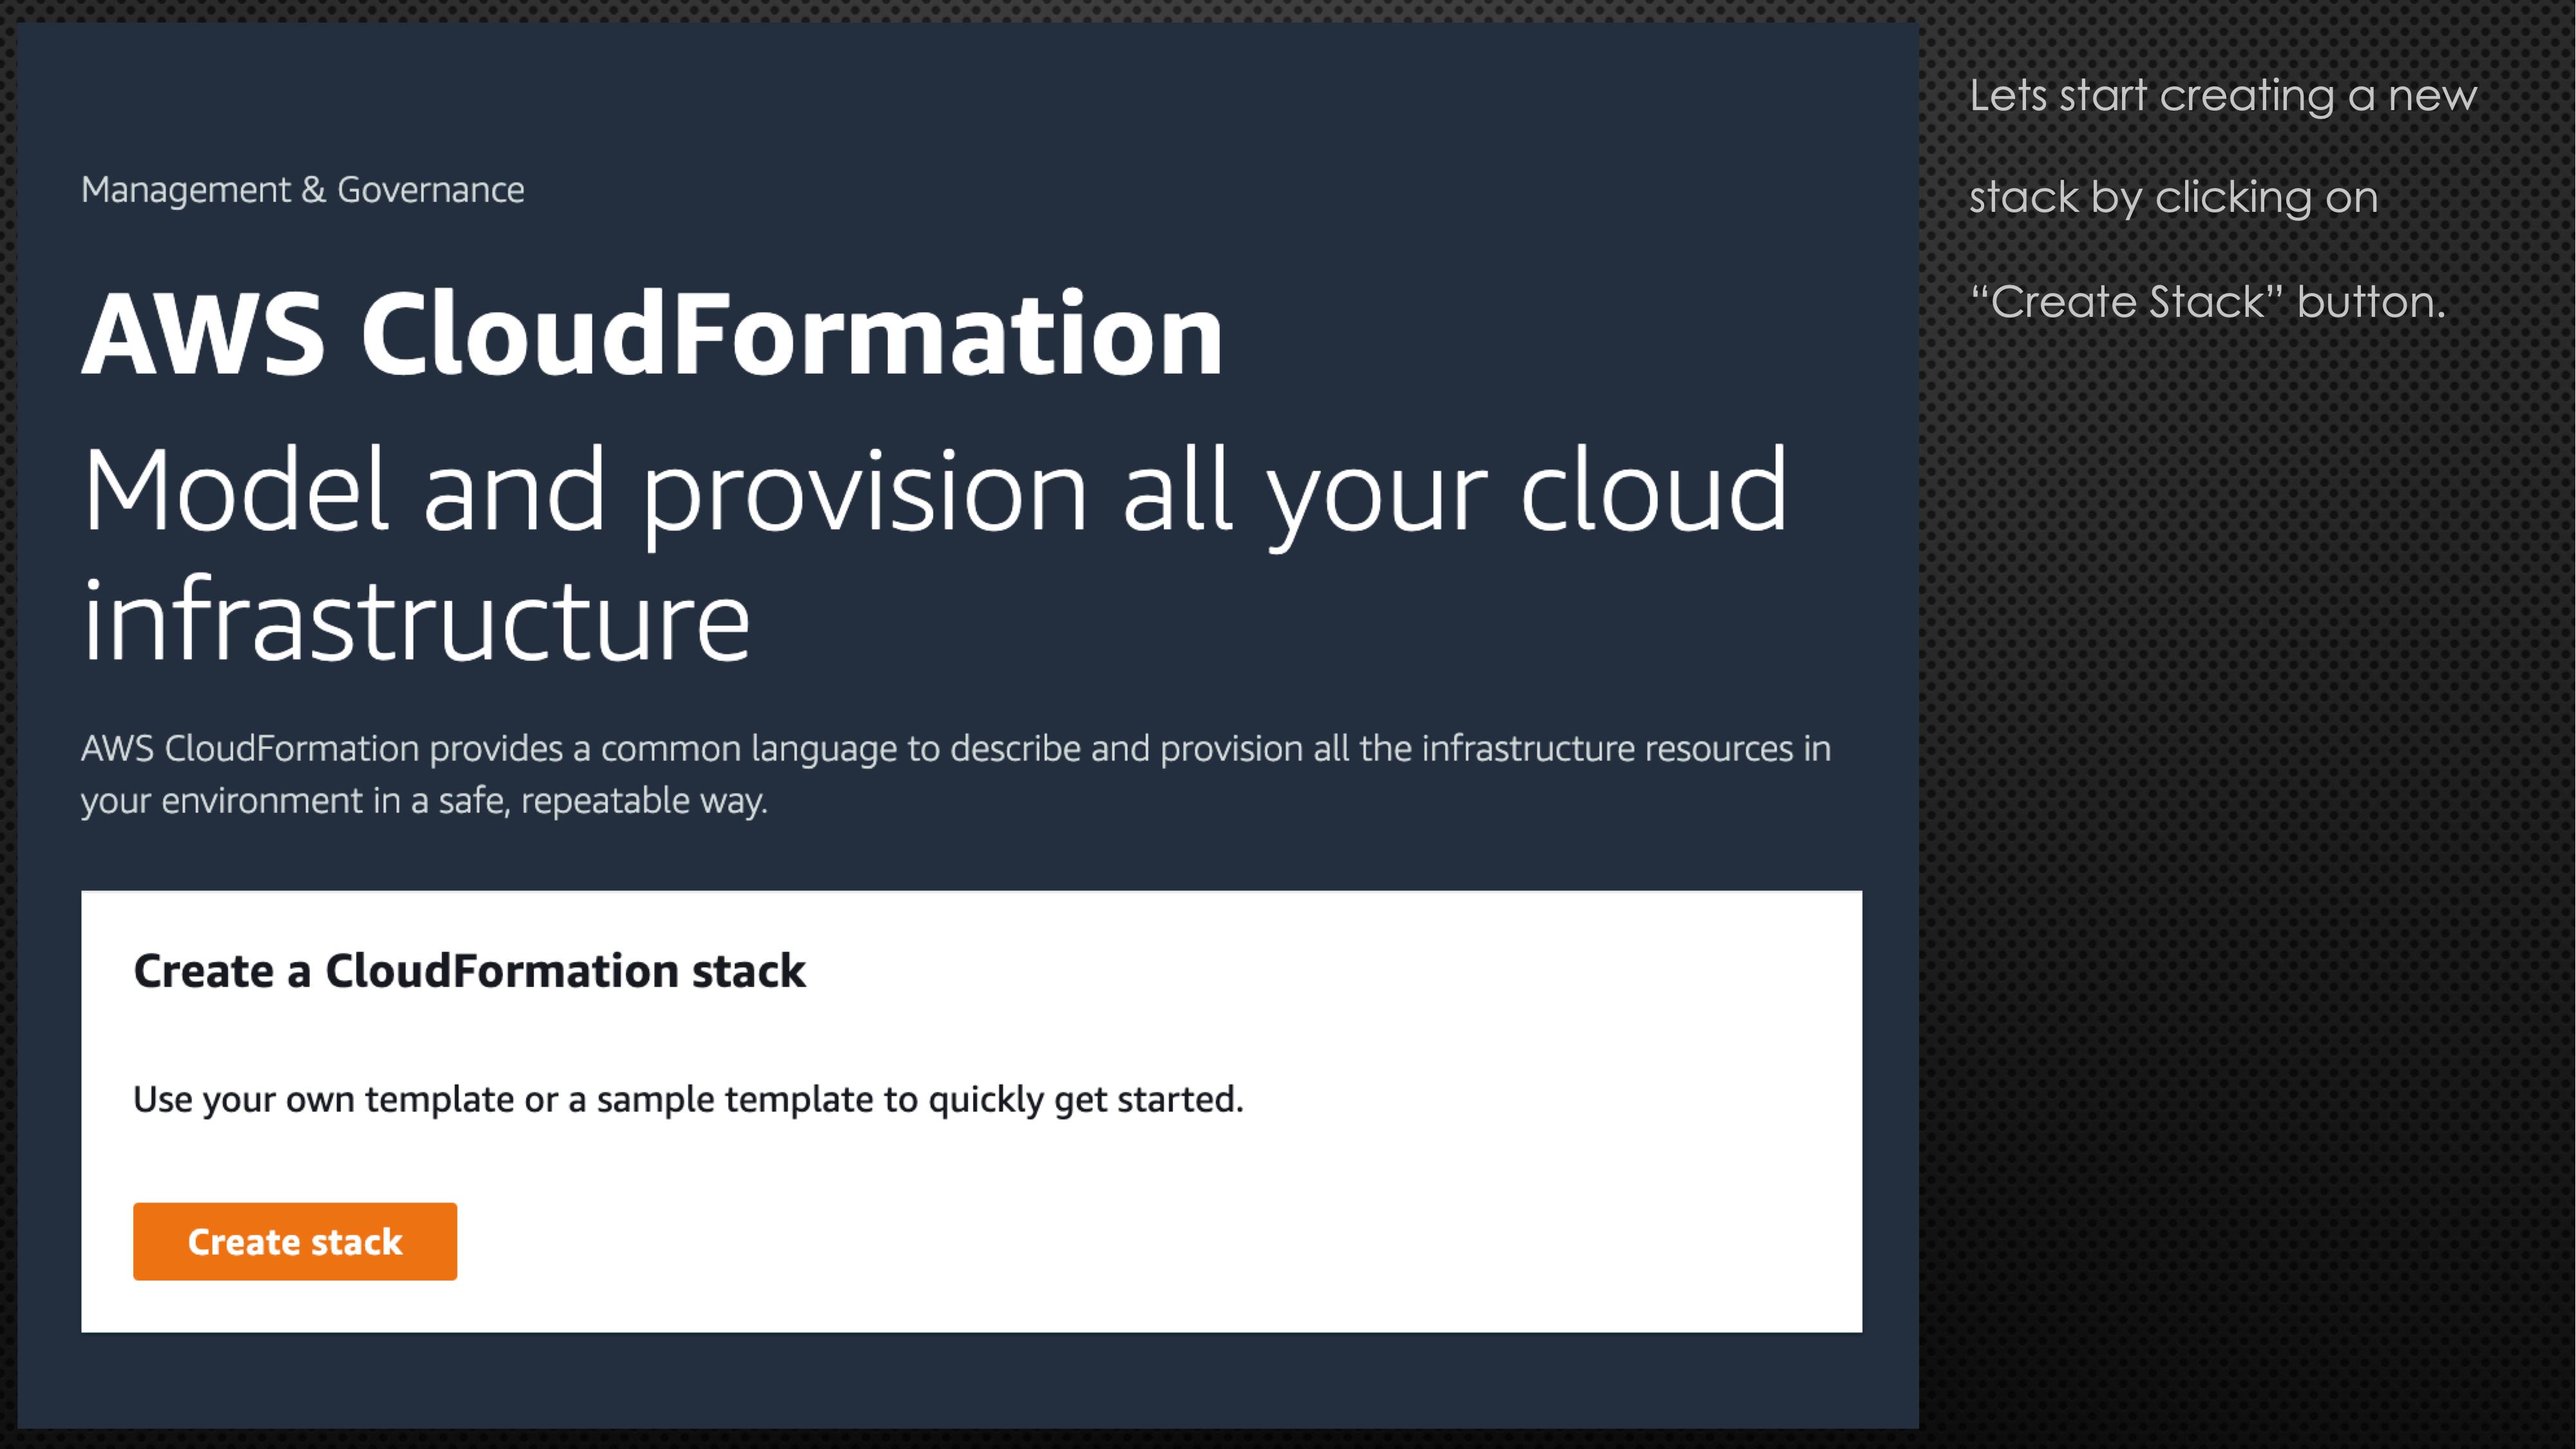 Management & Governance
AWS CloudFormation
Model and provision all your cloud
infrastructure
AWS CloudFormation provides a common language to describe and provision all the infrastructure resources in
your environment in a safe, repeatable way.
Create a CloudFormation stack
Use your own template or a sample template to quickly get started.
Create stack
Lets start creating a new
stack by clicking on
“Create Stack” button.